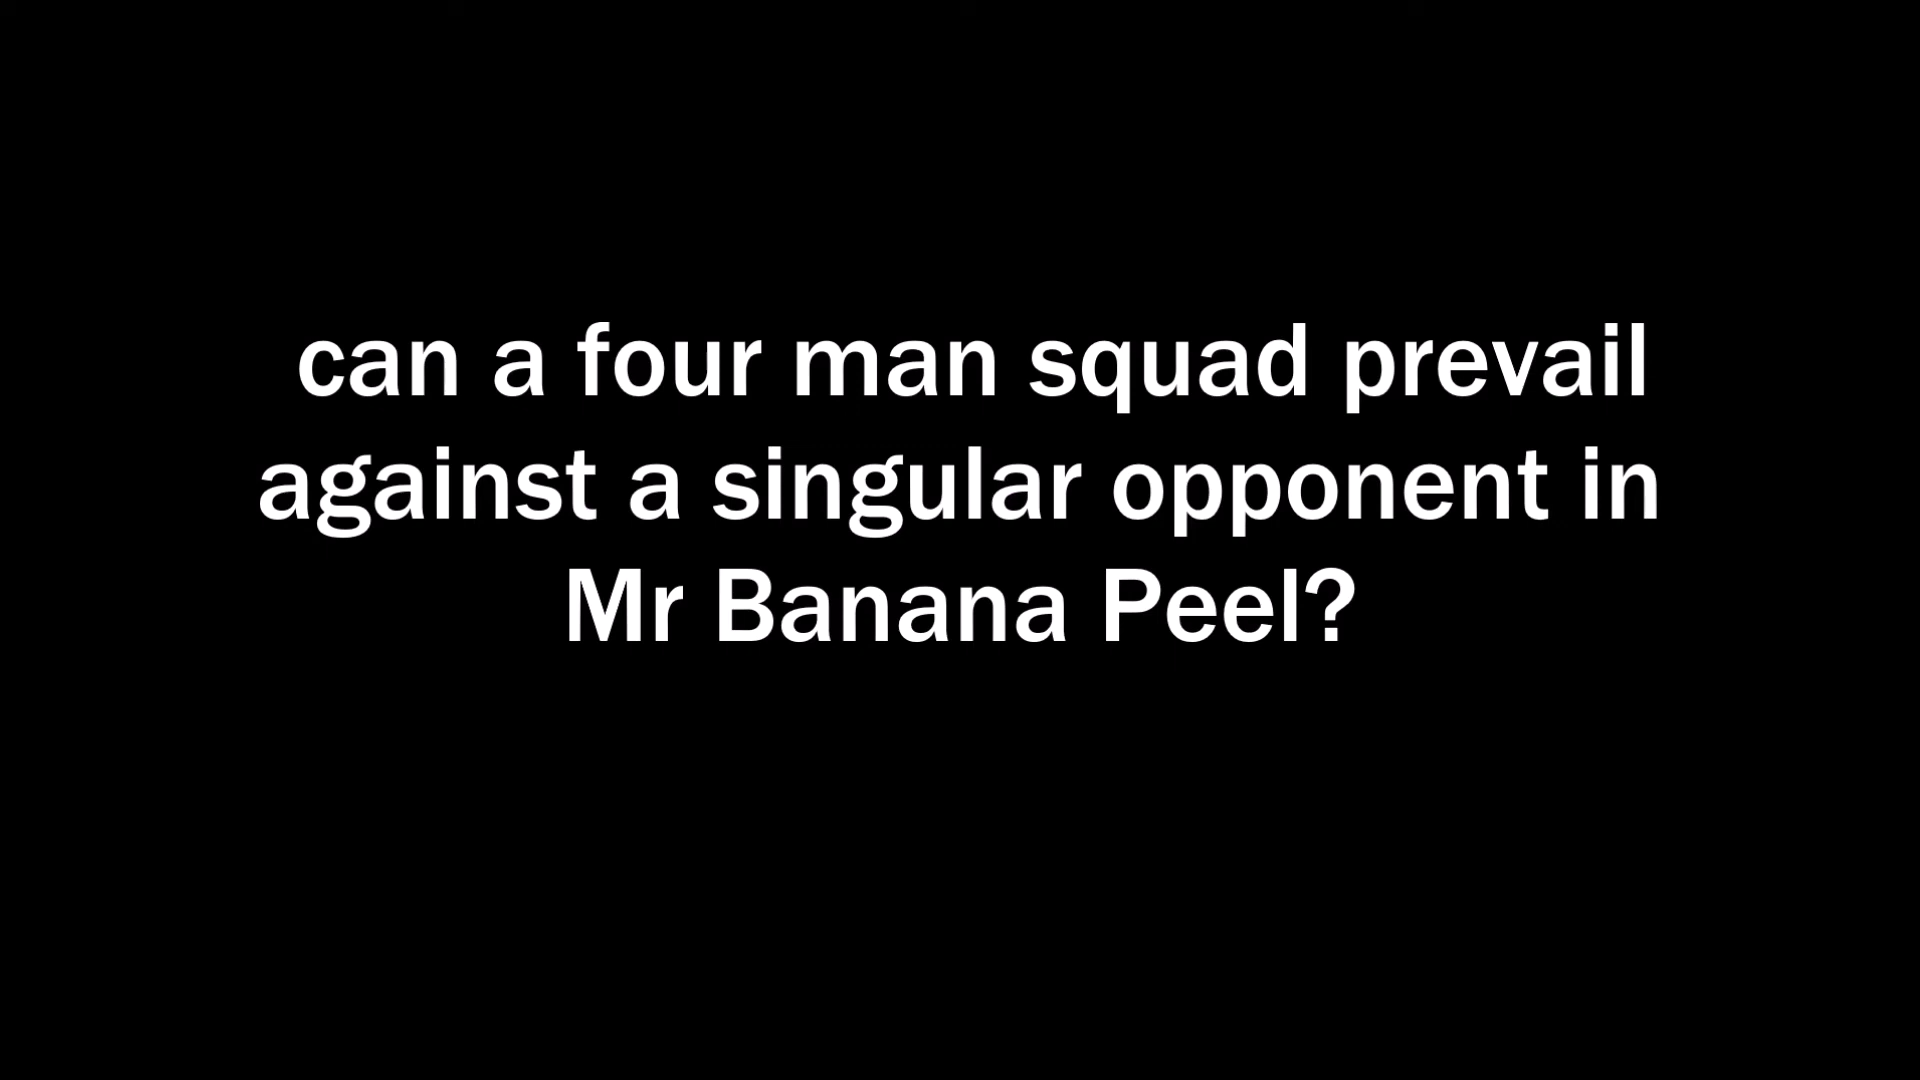 can a four man squad prevail
against a singular opponent in
Mr Banana Peel?